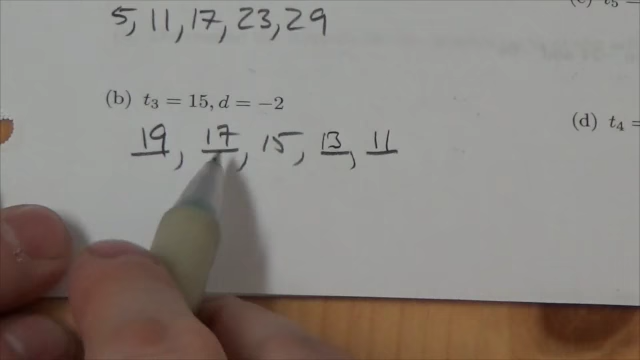 5, 11, 17, 23, 29
(b) t₃ = 15, d = −2
19, 17, 15, 13, 11
(d) t₄ =